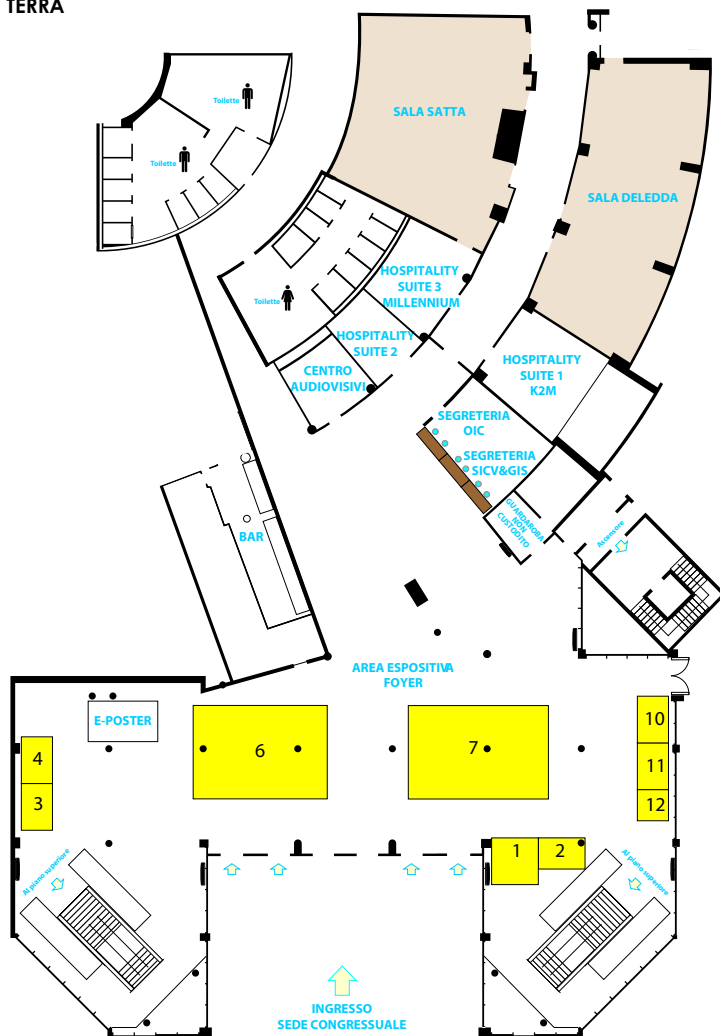 TERRA
Toilette
Toilette
SALA SATTA
SALA DELEDDA
HOSPITALITY
SUITE 3
MILLENNIUM
Toilette
HOSPITALITY
SUITE 2
CENTRO
AUDIOVISIVI
HOSPITALITY
SUITE 1
K2M
SEGRETERIA
OIC
SEGRETERIA
SICV&GIS
GUARDAROBA
NON
CUSTODITO
Ascensore
BAR
AREA ESPOSITIVA
FOYER
E-POSTER
6
7
10
11
12
4
3
1
2
Al piano superiore
Al piano superiore
INGRESSO
SEDE CONGRESSUALE